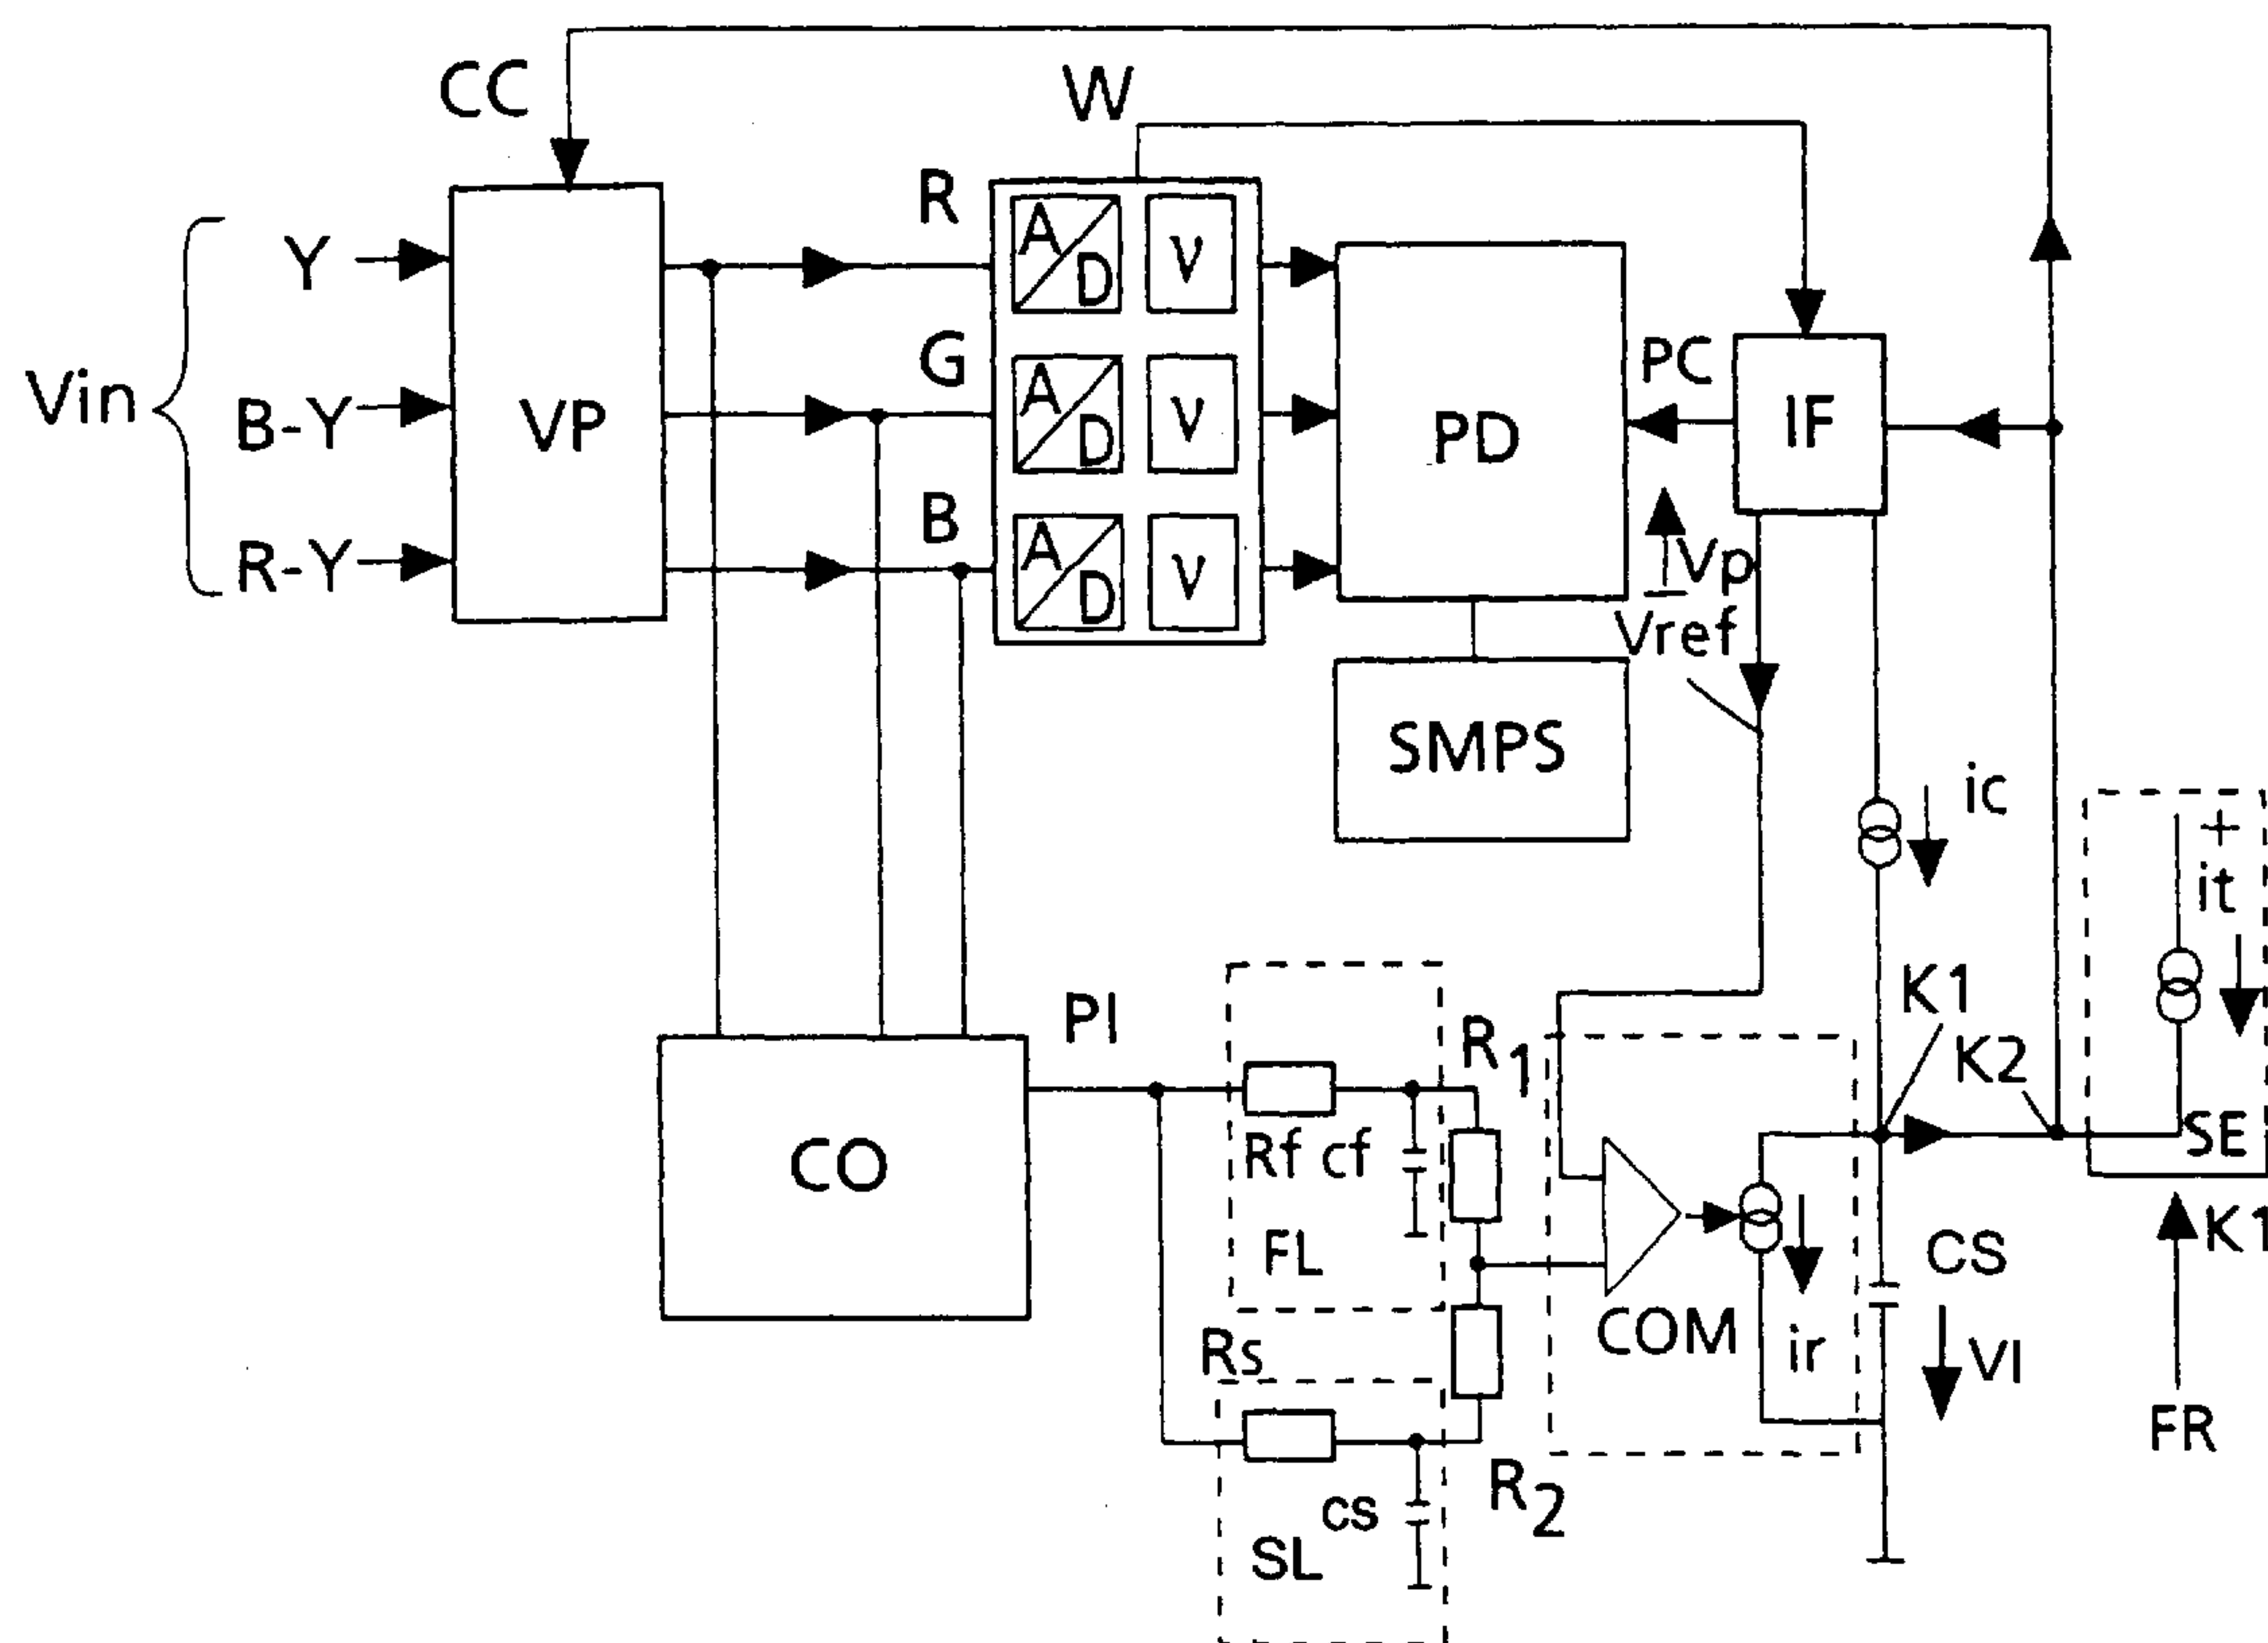 CC
W
R
Y
A/D
V
G
PC
Vin
B-Y
VP
A/D
V
PD
IF
B
R-Y
A/D
V
Vp
Vref
SMPS
ic
+
it
K1
PI
R1
K2
CO
Rf
cf
SE
FL
K1
CS
COM
ir
VI
Rs
FR
R2
cs
SL